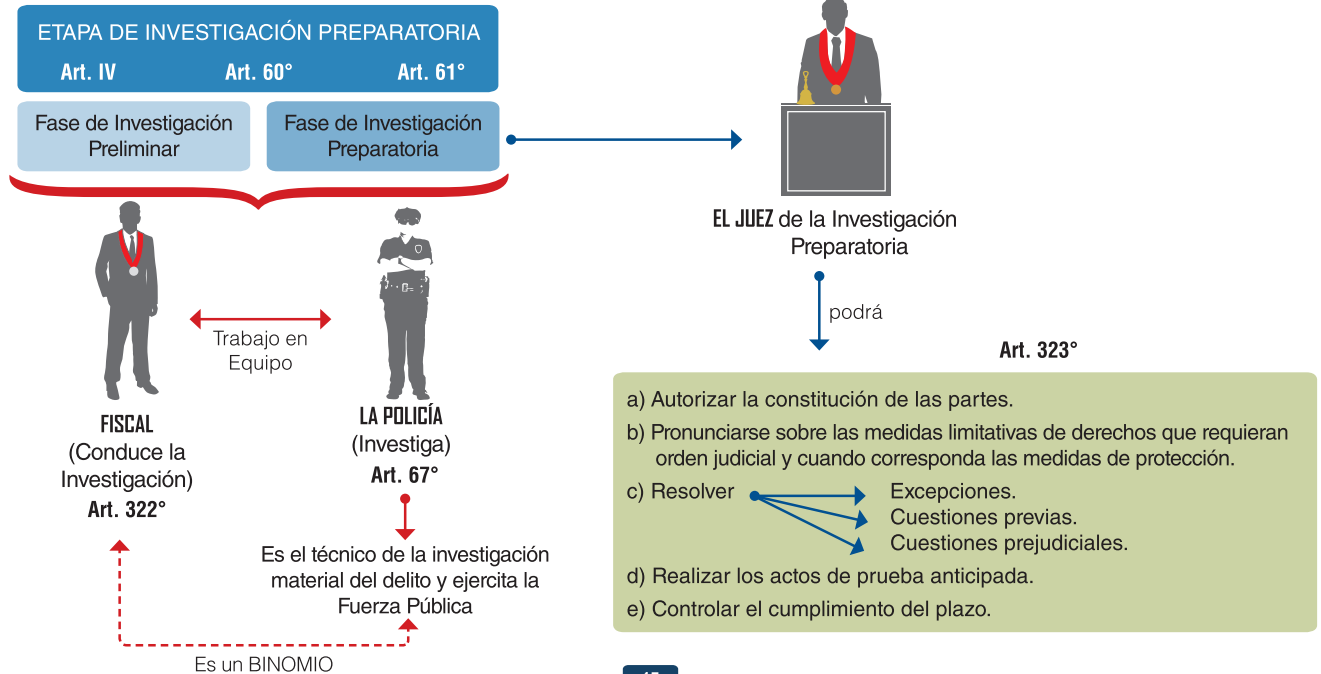 ETAPA DE INVESTIGACIÓN PREPARATORIA
Art. IV Art. 60° Art. 61°
Fase de Investigación
Preliminar
Fase de Investigación
Preparatoria
FISCAL
(Conduce la
Investigación)
Art. 322°
Trabajo en
Equipo
LA POLICÍA
(Investiga)
Art. 67°
Es el técnico de la investigación
material del delito y ejercita la
Fuerza Pública
Es un BINOMIO
EL JUEZ de la Investigación
Preparatoria
podrá
Art. 323°
a) Autorizar la constitución de las partes.
b) Pronunciarse sobre las medidas limitativas de derechos que requieran
orden judicial y cuando corresponda las medidas de protección.
c) Resolver
Excepciones.
Cuestiones previas.
Cuestiones prejudiciales.
d) Realizar los actos de prueba anticipada.
e) Controlar el cumplimiento del plazo.